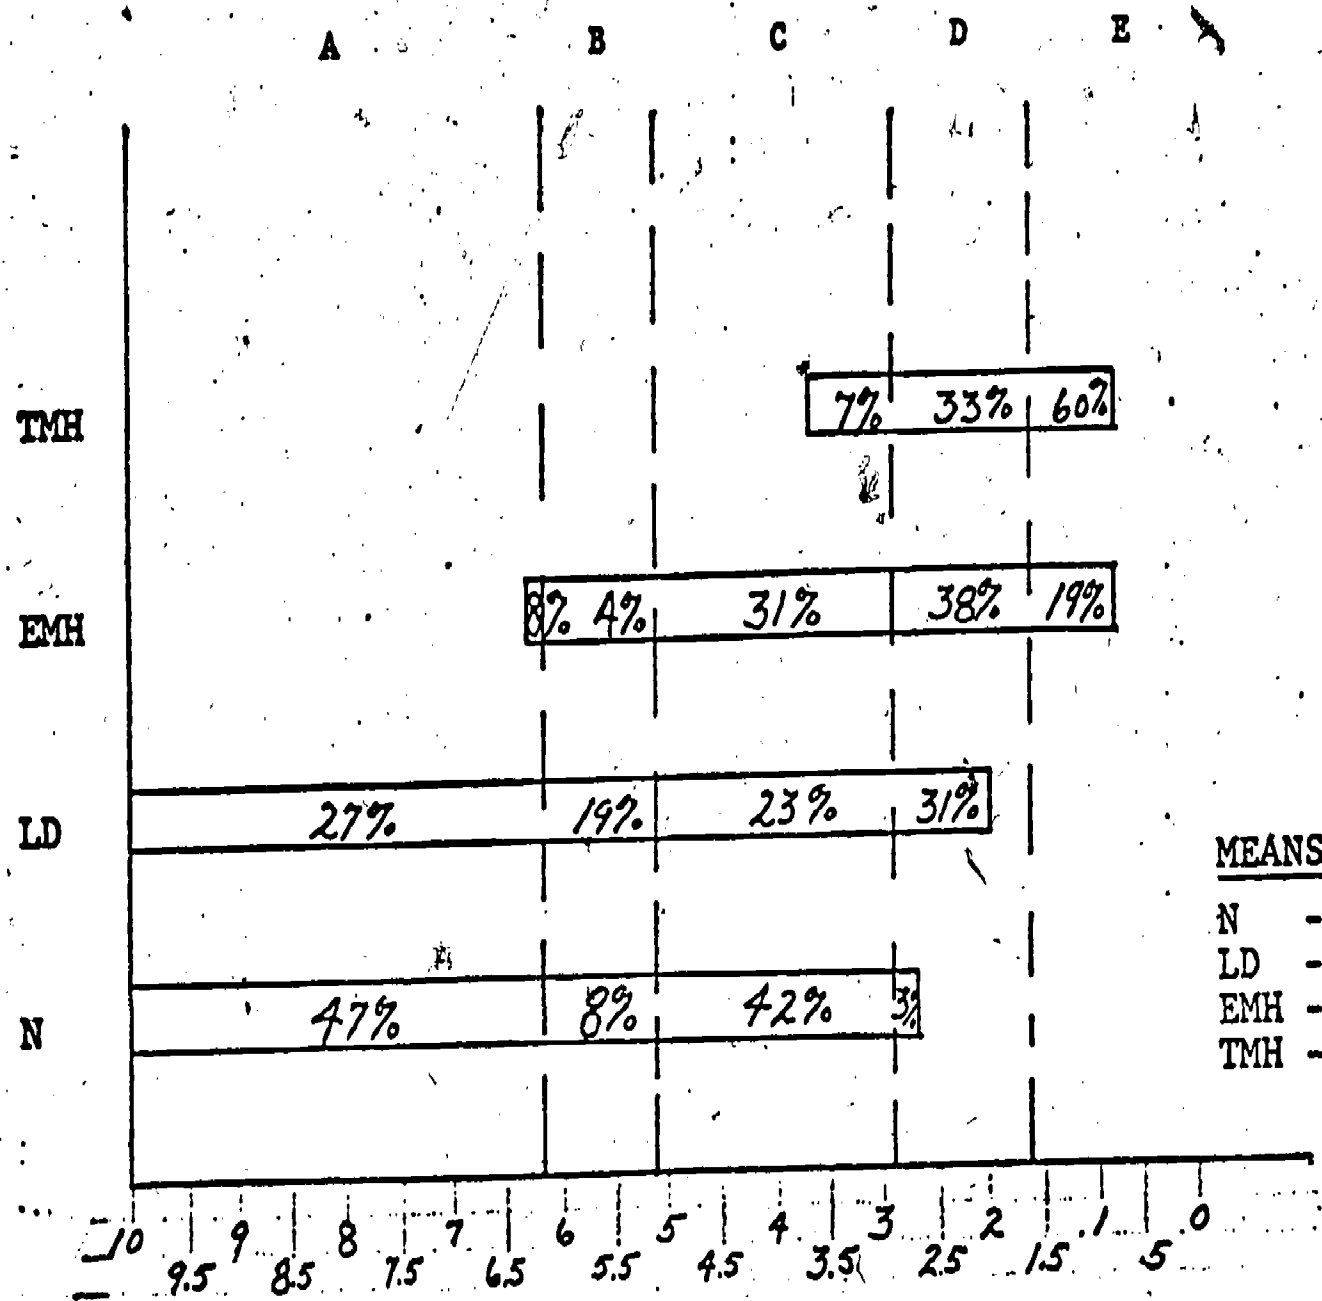 A B C D E
TMH 7% 33% 60%
EMH 8% 4% 31% 38% 19%
LD 27% 19% 23% 31%
MEANS
N -
LD -
EMH -
TMH -
N 47% 8% 42% 3%
10 9 8 7 6 5 4 3 2 1 0
9.5 8.5 7.5 6.5 5.5 4.5 3.5 2.5 1.5 .5